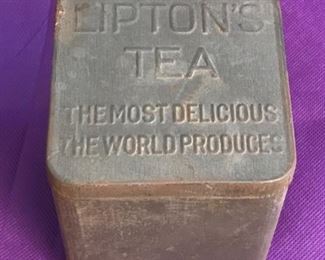 LIPTON'S
TEA
THE MOST DELICIOUS
THE WORLD PRODUCES